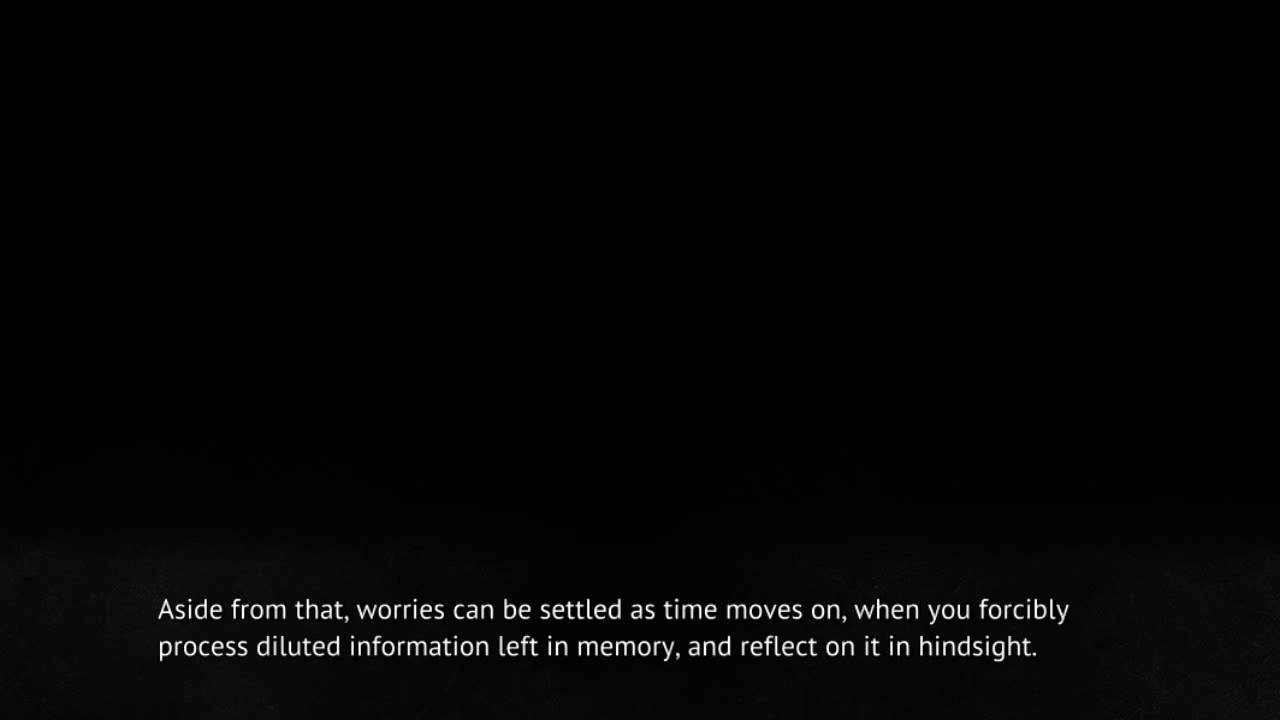 Aside from that, worries can be settled as time moves on, when you forcibly
process diluted information left in memory, and reflect on it in hindsight.